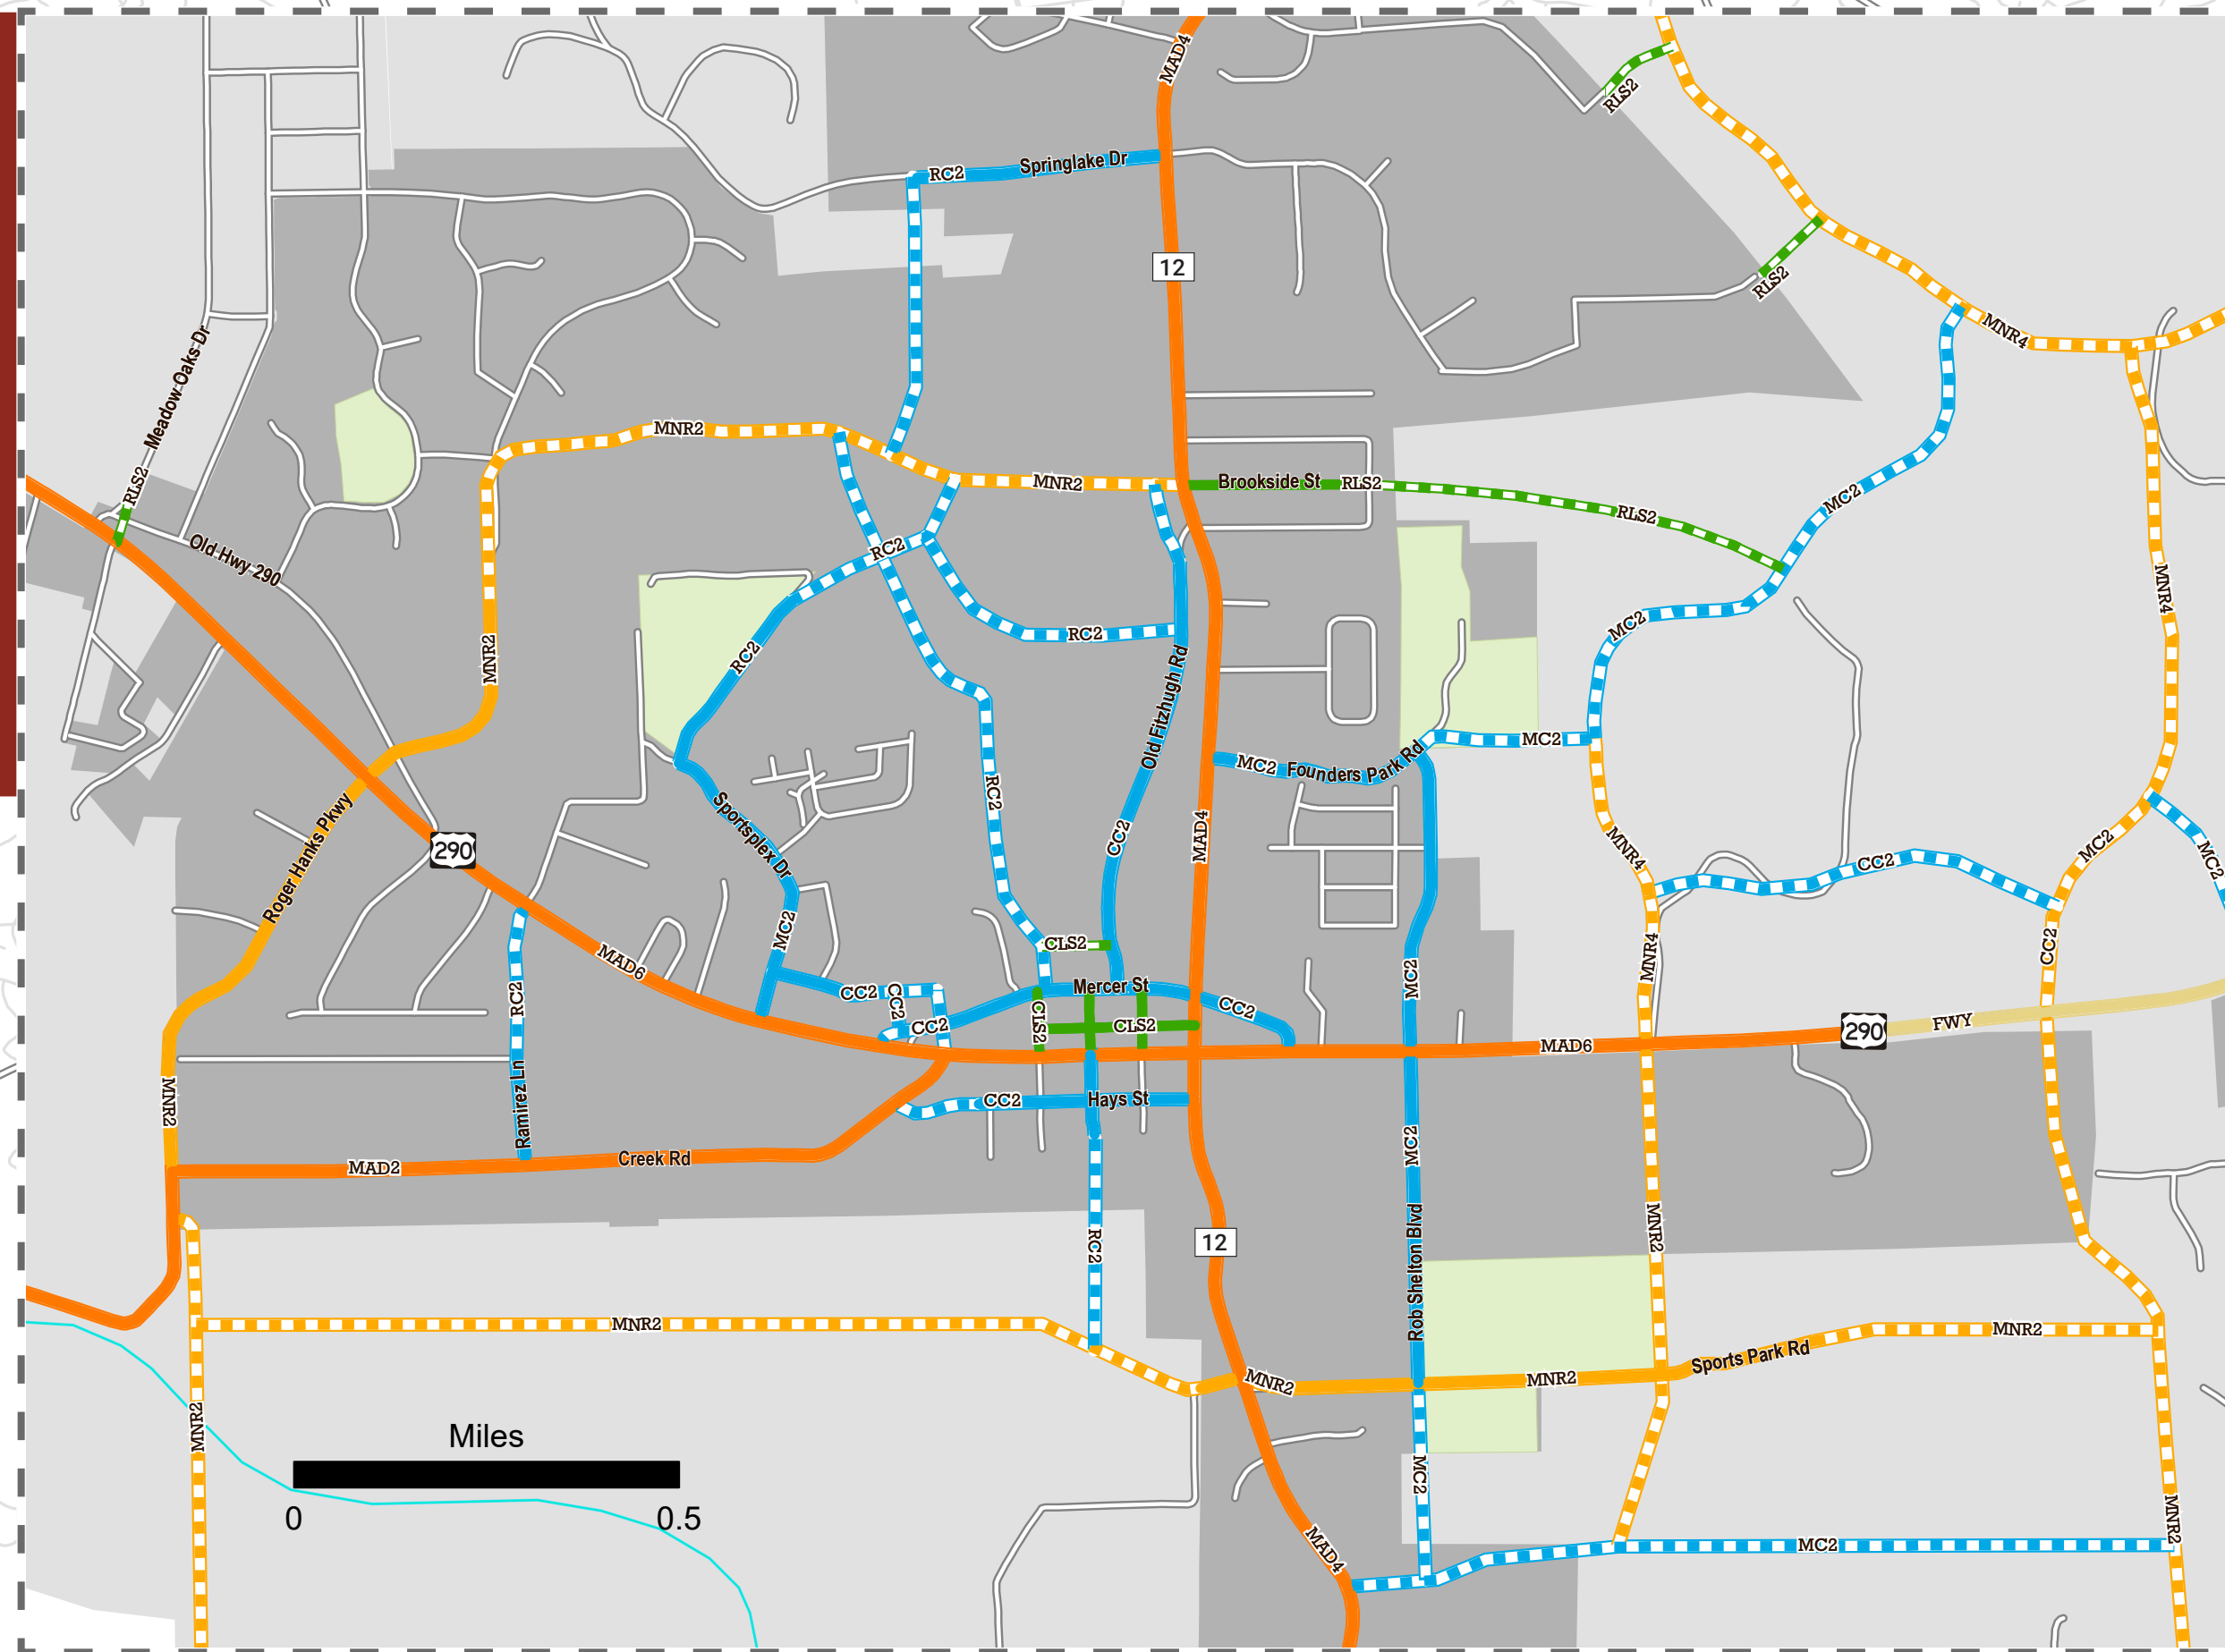 MAD4
RLS2
RC2
Springlake Dr
12
RLS2
MNR4
Meadow Oaks Dr
RLS2
MNR2
MNR2
Brookside St
RLS2
RLS2
MC2
Old Hwy 290
RC2
MNR4
MNR2
RC2
RC2
MC2
Old Fitzhugh Rd
MC2
MC2
Founders Park Rd
RC2
Sportsplex Dr
CC2
MAD4
MNR4
MC2
MC2
Roger Hanks Pkwy
290
CC2
MC2
CLS2
MAD6
MNR4
CC2
RC2
CC2
CC2
Mercer St
CC2
MC2
CC2
CLS2
CLS2
290
FWY
MAD6
MNR2
Ramirez Ln
CC2
Hays St
MC2
MAD2
Creek Rd
MNR2
RC2
12
Rob Shelton Blvd
MNR2
MNR2
Sports Park Rd
MNR2
MNR2
MNR2
MNR2
Miles
0
0.5
MC2
MNR2
MAD4
MC2